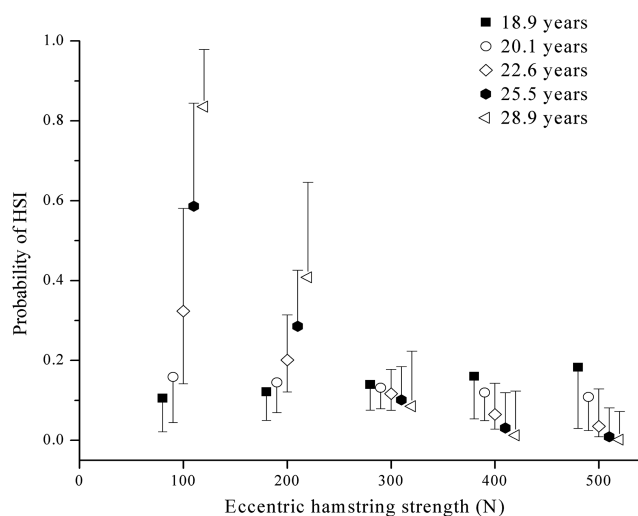 18.9 years
20.1 years
22.6 years
25.5 years
28.9 years
1.0
0.8
0.6
0.4
0.2
0.0
Probability of HSI
0 100 200 300 400 500
Eccentric hamstring strength (N)